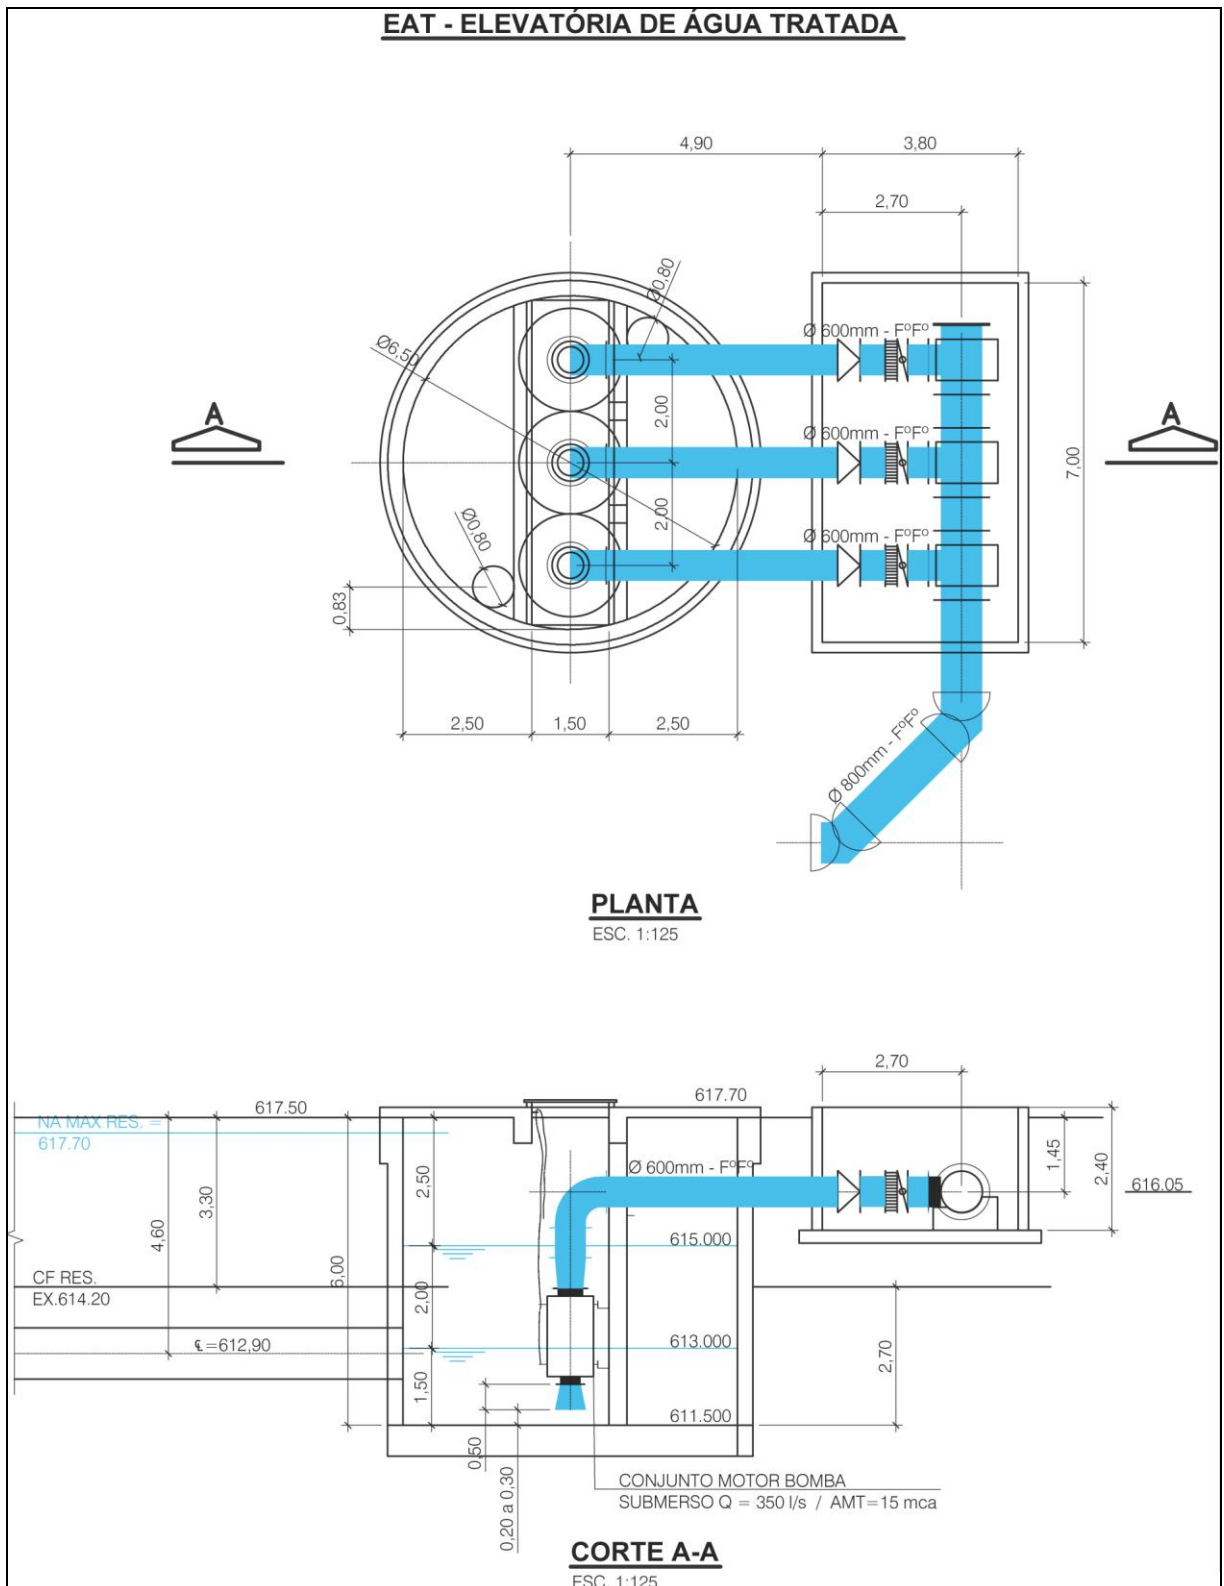 EAT - ELEVATÓRIA DE ÁGUA TRATADA
4,90
3,80
2,70
Ø0,80
Ø6,50
Ø 600mm - FºFº
A
A
2,00
Ø 600mm - FºFº
7,00
2,00
Ø0,80
Ø 600mm - FºFº
0,83
2,50
1,50
2,50
Ø 800mm - FºFº
PLANTA
ESC. 1:125
2,70
617.50
617.70
NA MAX RES. =
617.70
Ø 600mm - FºFº
1,45
2,40
616.05
2,50
3,30
4,60
6,00
615.000
CF RES.
EX.614.20
2,00
℄=612,90
613.000
2,70
1,50
611.500
0,50
0,20 a 0,30
CONJUNTO MOTOR BOMBA
SUBMERSO Q = 350 l/s / AMT=15 mca
CORTE A-A
ESC. 1:125